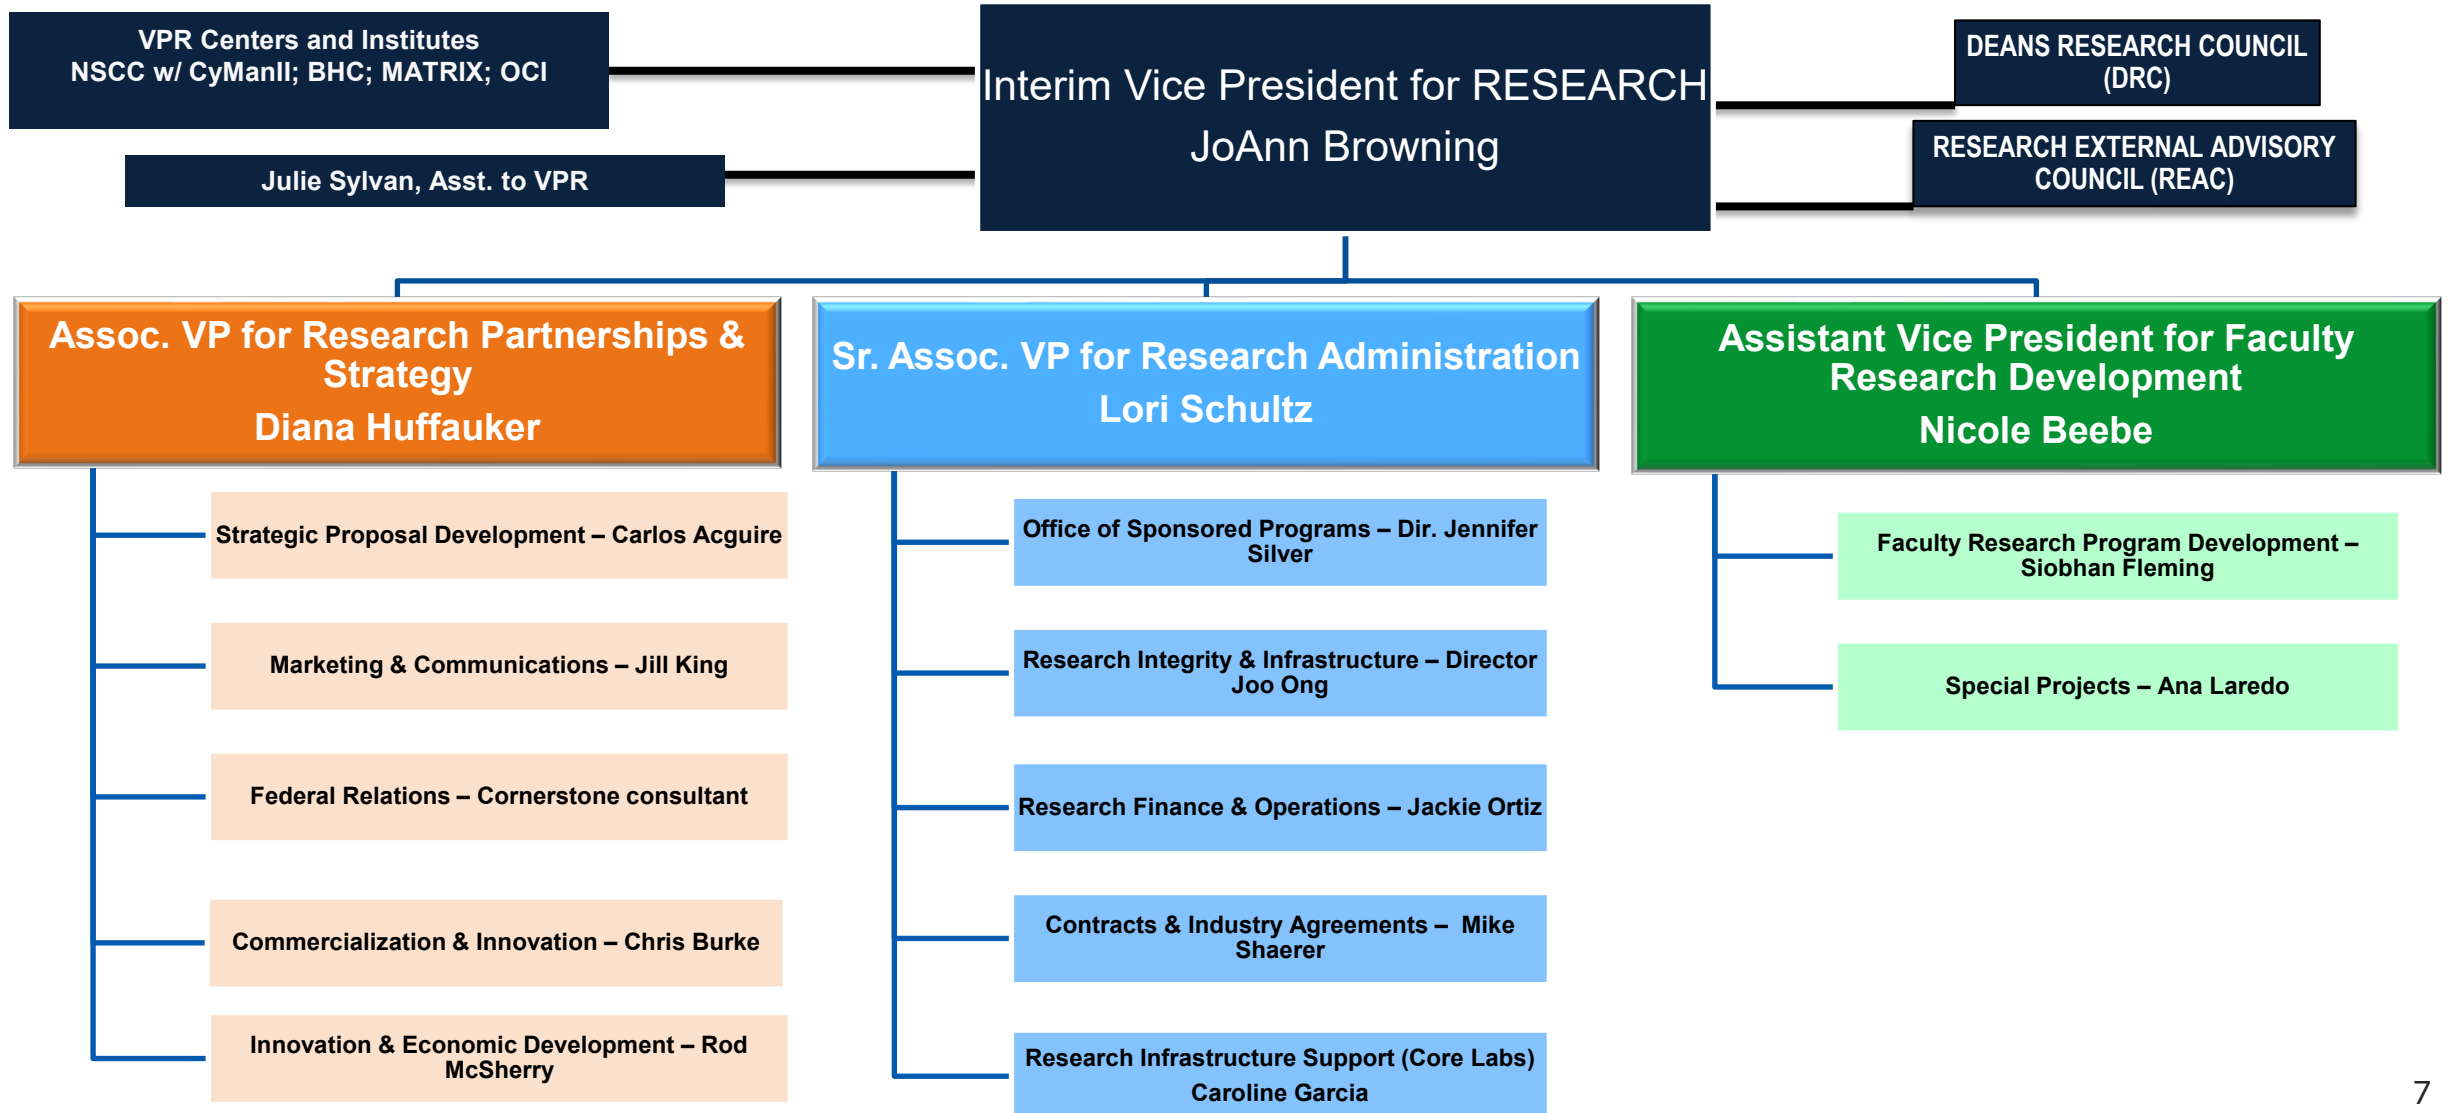 VPR Centers and Institutes
NSCC w/ CyManII; BHC; MATRIX; OCI
Julie Sylvan, Asst. to VPR
Interim Vice President for RESEARCH
JoAnn Browning
DEANS RESEARCH COUNCIL
(DRC)
RESEARCH EXTERNAL ADVISORY
COUNCIL (REAC)
Assoc. VP for Research Partnerships &
Strategy
Diana Huffauker
Strategic Proposal Development – Carlos Acguire
Marketing & Communications – Jill King
Federal Relations – Cornerstone consultant
Commercialization & Innovation – Chris Burke
Innovation & Economic Development – Rod
McSherry
Sr. Assoc. VP for Research Administration
Lori Schultz
Office of Sponsored Programs – Dir. Jennifer
Silver
Research Integrity & Infrastructure – Director
Joo Ong
Research Finance & Operations – Jackie Ortiz
Contracts & Industry Agreements –  Mike
Shaerer
Research Infrastructure Support (Core Labs)
Caroline Garcia
Assistant Vice President for Faculty
Research Development
Nicole Beebe
Faculty Research Program Development –
Siobhan Fleming
Special Projects – Ana Laredo
7